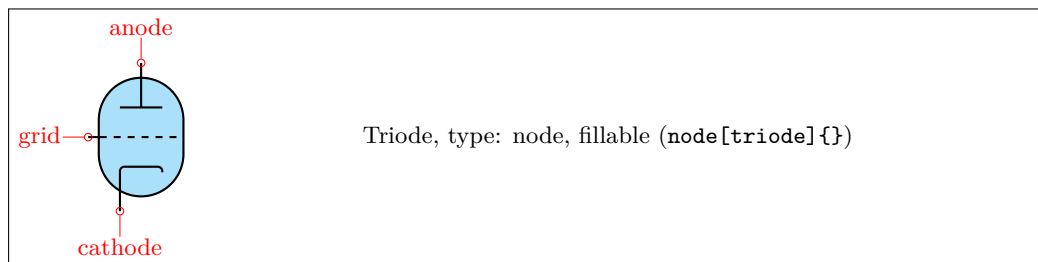 anode
grid
Triode, type: node, fillable (node[triode]{})
cathode